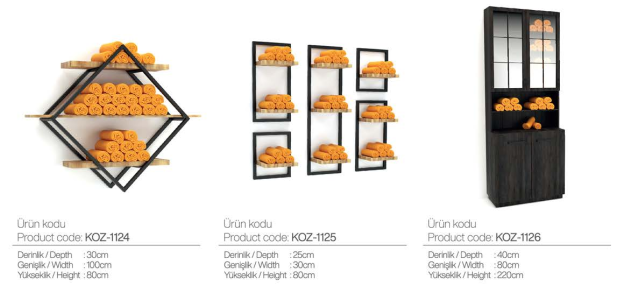 Ürün kodu
Product code: KOZ-1124
Derinlik / Depth : 30cm
Genişlik / Width : 100cm
Yükseklik / Height : 80cm
Ürün kodu
Product code: KOZ-1125
Derinlik / Depth : 25cm
Genişlik / Width : 30cm
Yükseklik / Height : 80cm
Ürün kodu
Product code: KOZ-1126
Derinlik / Depth : 40cm
Genişlik / Width : 80cm
Yükseklik / Height : 220cm